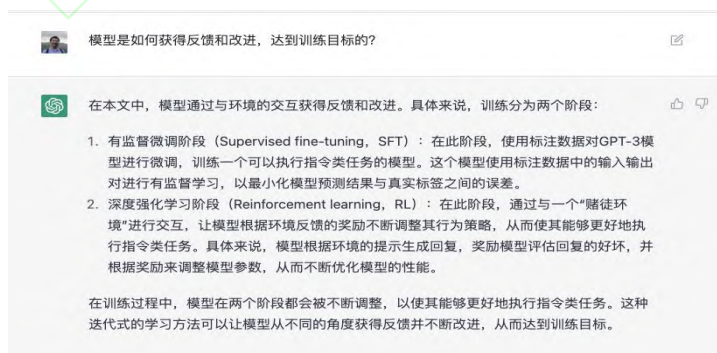 模型是如何获得反馈和改进，达到训练目标的?
在本文中，模型通过与环境的交互获得反馈和改进。具体来说，训练分为两个阶段：
1. 有监督微调阶段（Supervised fine-tuning，SFT）：在此阶段，使用标注数据对GPT-3模
型进行微调，训练一个可以执行指令类任务的模型。这个模型使用标注数据中的输入输出
对进行有监督学习，以最小化模型预测结果与真实标签之间的误差。
2. 深度强化学习阶段（Reinforcement learning，RL）：在此阶段，通过与一个“赌徒环
境”进行交互，让模型根据环境反馈的奖励不断调整其行为策略，从而使其能够更好地执
行指令类任务。具体来说，模型根据环境的提示生成回复，奖励模型评估回复的好坏，并
根据奖励来调整模型参数，从而不断优化模型的性能。
在训练过程中，模型在两个阶段都会被不断调整，以使其能够更好地执行指令类任务。这种
迭代式的学习方法可以让模型从不同的角度获得反馈并不断改进，从而达到训练目标。